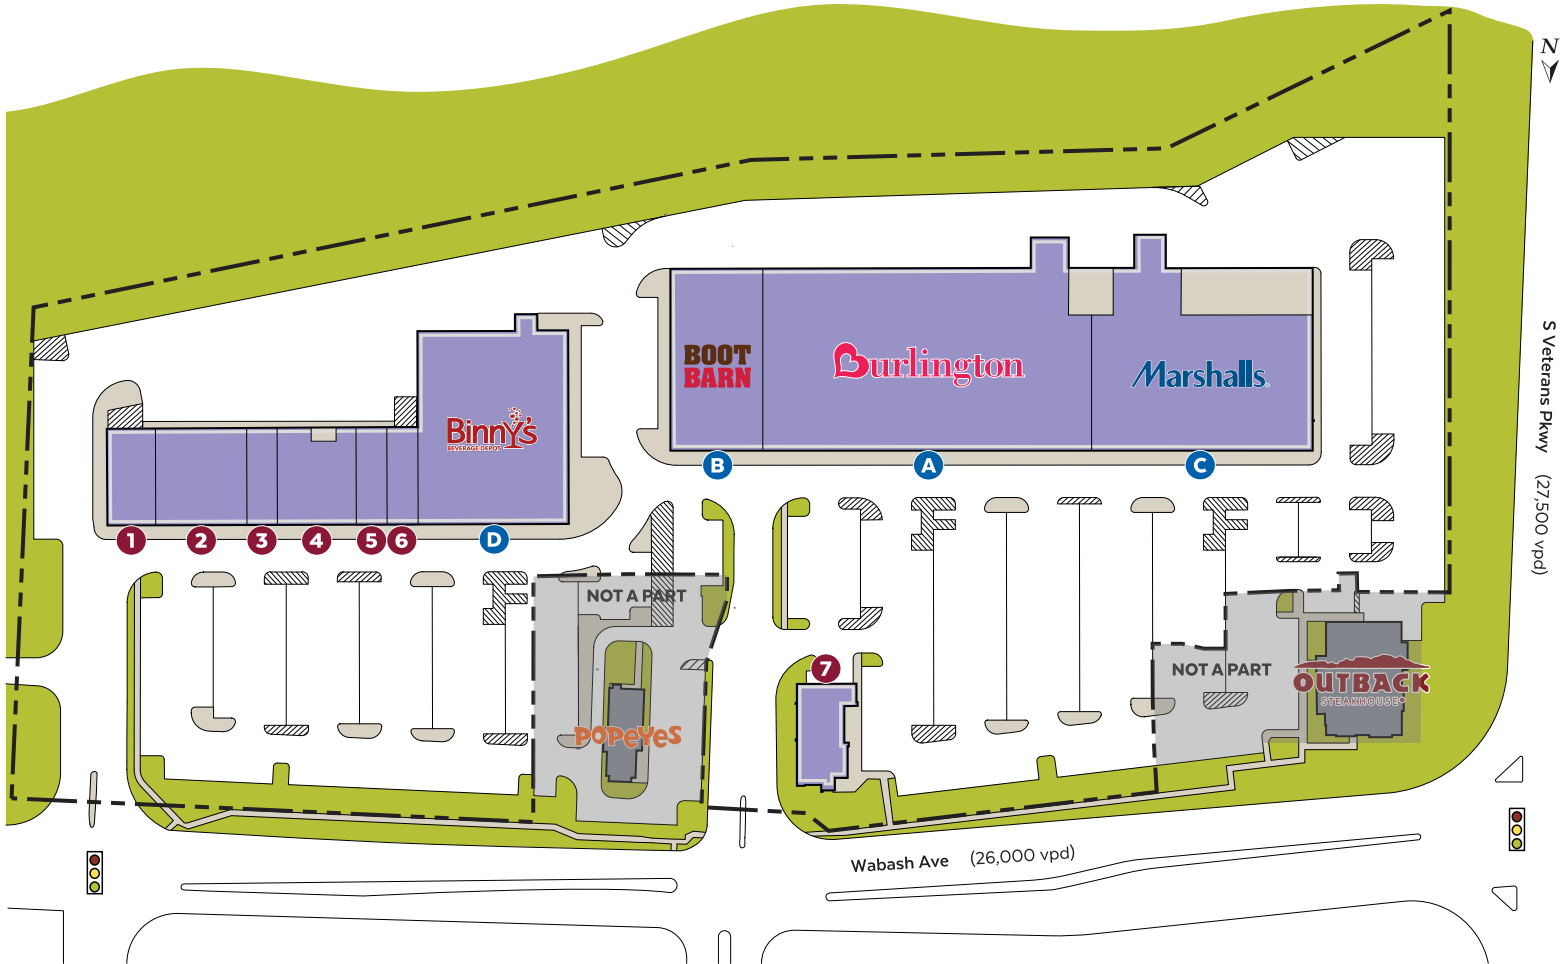 N
S Veterans Pkwy (27,500 vpd)
BOOT
BARN
Burlington
Marshalls
Binny's
BEVERAGE DEPOT
B
A
C
1
2
3
4
5
6
D
NOT A PART
7
NOT A PART
OUTBACK
STEAKHOUSE
POPEYES
Wabash Ave (26,000 vpd)